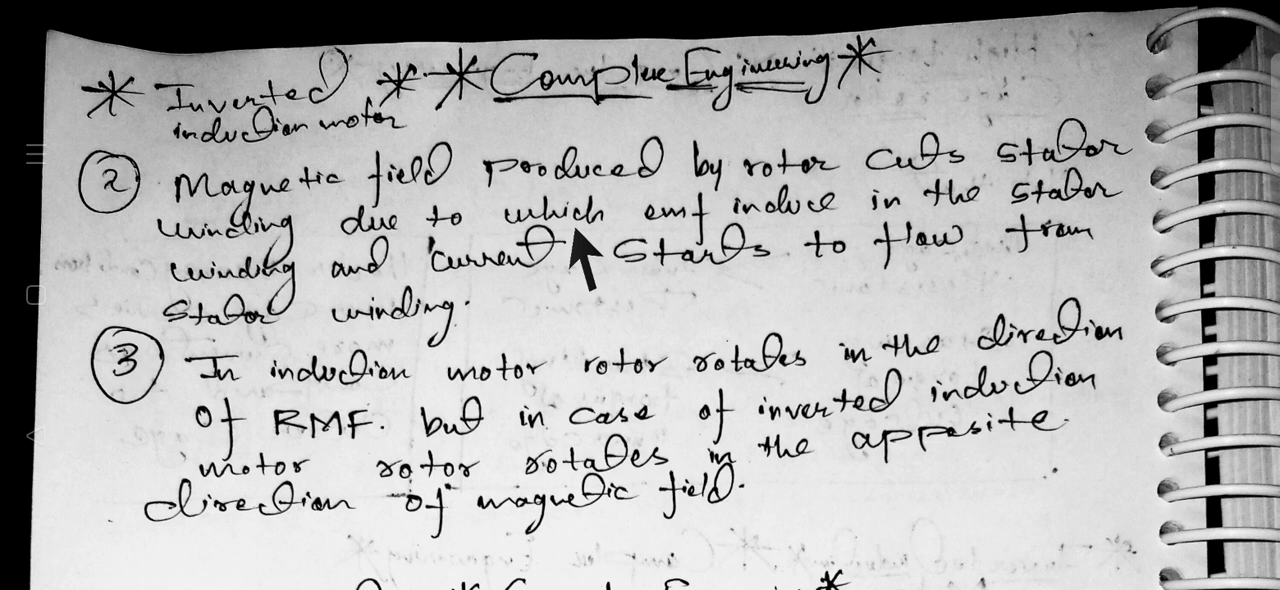 * Inverted * * Complex Engineering *
induction motor
② Magnetic field produced by rotor cuts stator
winding due to which emf induce in the stator
winding and current starts to flow from
stator winding.
③ In induction motor rotor rotates in the direction
of RMF. but in case of inverted induction
motor rotor rotates in the apposite
direction of magnetic field.